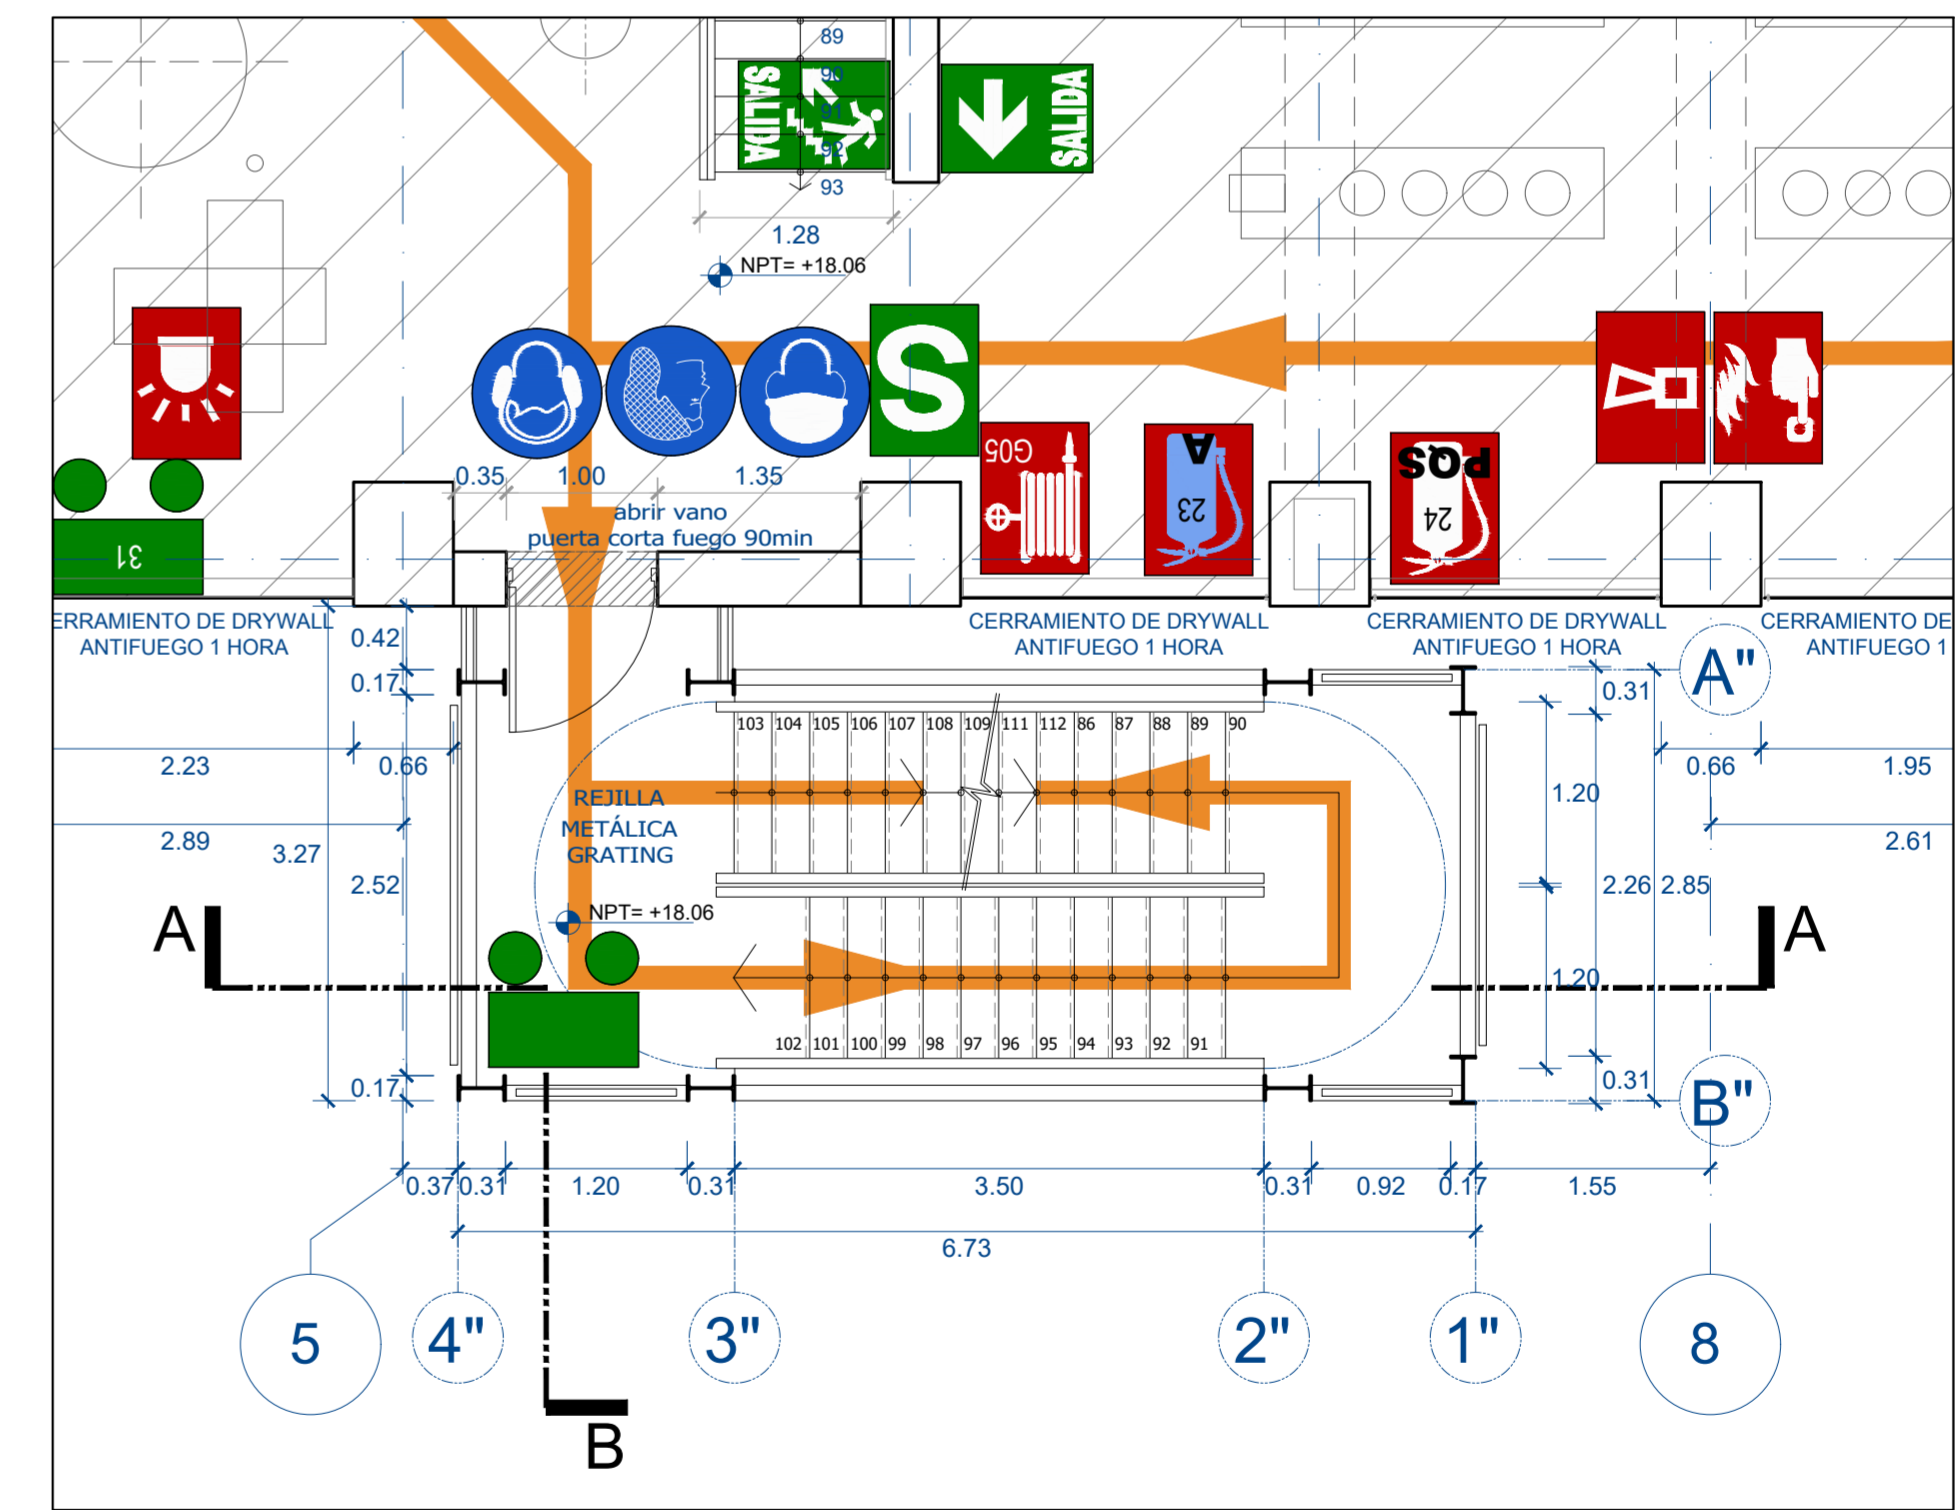 89
90
91
92
93
SALIDA
SALIDA
1.28
NPT= +18.06
S
G05
A
23
PQS
24
31
0.35
1.00
1.35
abrir vano
puerta corta fuego 90min
ERRAMIENTO DE DRYWALL
ANTIFUEGO 1 HORA
CERRAMIENTO DE DRYWALL
ANTIFUEGO 1 HORA
CERRAMIENTO DE DRYWALL
ANTIFUEGO 1 HORA
CERRAMIENTO DE
ANTIFUEGO 1
0.42
0.17
A"
0.31
103 104 105 106 107 108 109 111 112 86 87 88 89 90
2.23
0.66
0.66
1.95
REJILLA
METÁLICA
GRATING
1.20
2.89
3.27
2.61
2.52
2.26
2.85
NPT= +18.06
A
A
1.20
102 101 100 99 98 97 96 95 94 93 92 91
0.17
0.31
B"
0.37
0.31
1.20
0.31
3.50
0.31
0.92
0.17
1.55
6.73
5
4"
3"
2"
1"
8
B